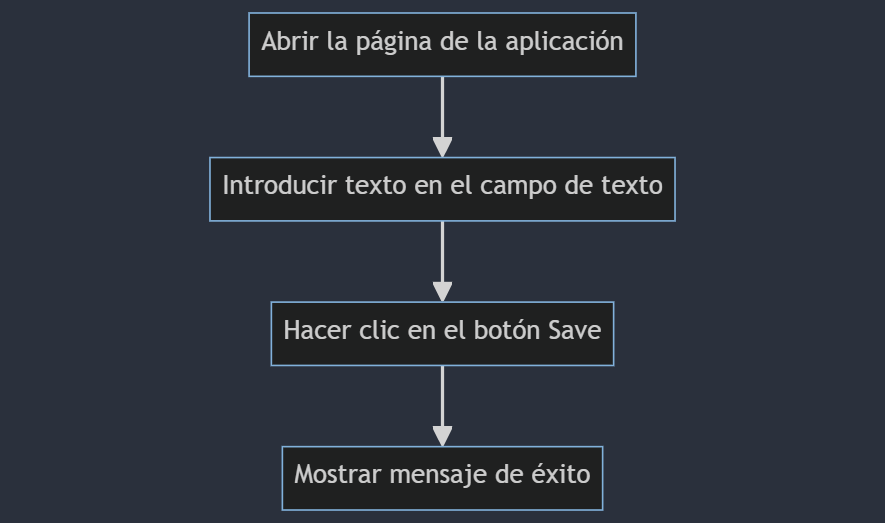 Abrir la página de la aplicación
Introducir texto en el campo de texto
Hacer clic en el botón Save
Mostrar mensaje de éxito